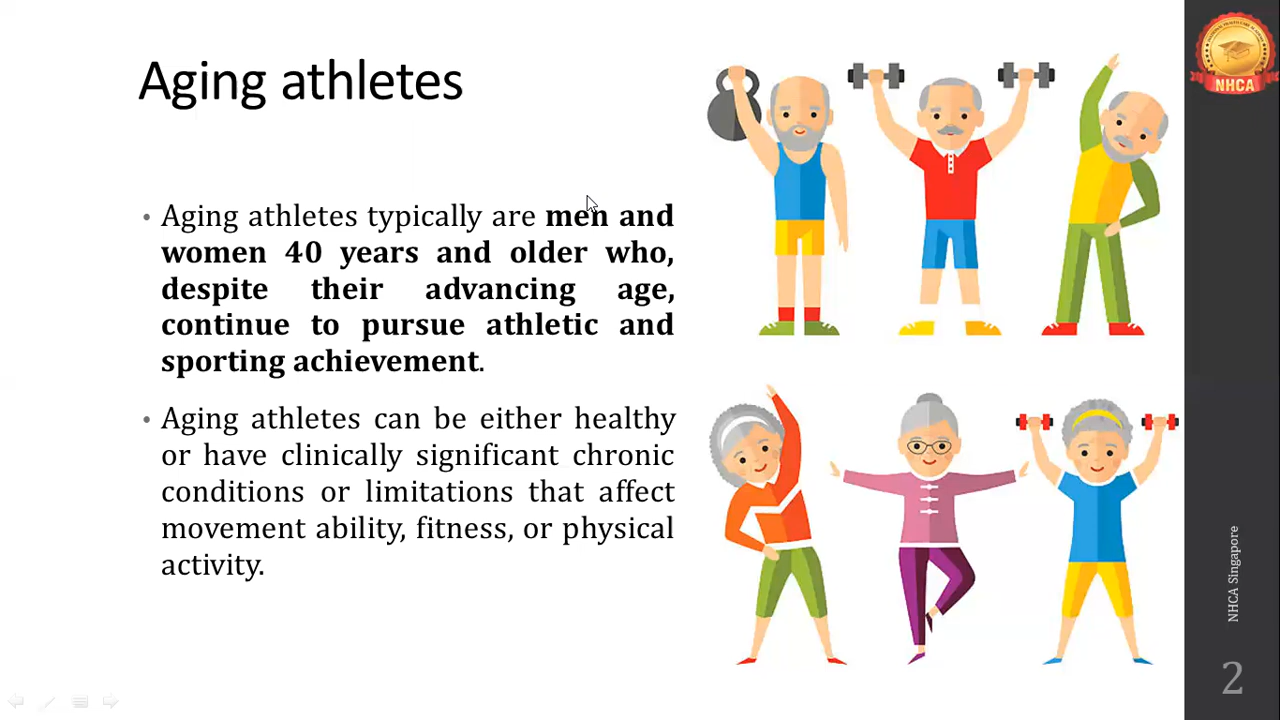 Aging athletes
• Aging athletes typically are men and
women 40 years and older who,
despite their advancing age,
continue to pursue athletic and
sporting achievement.
• Aging athletes can be either healthy
or have clinically significant chronic
conditions or limitations that affect
movement ability, fitness, or physical
activity.
NHCA
NHCA Singapore
2